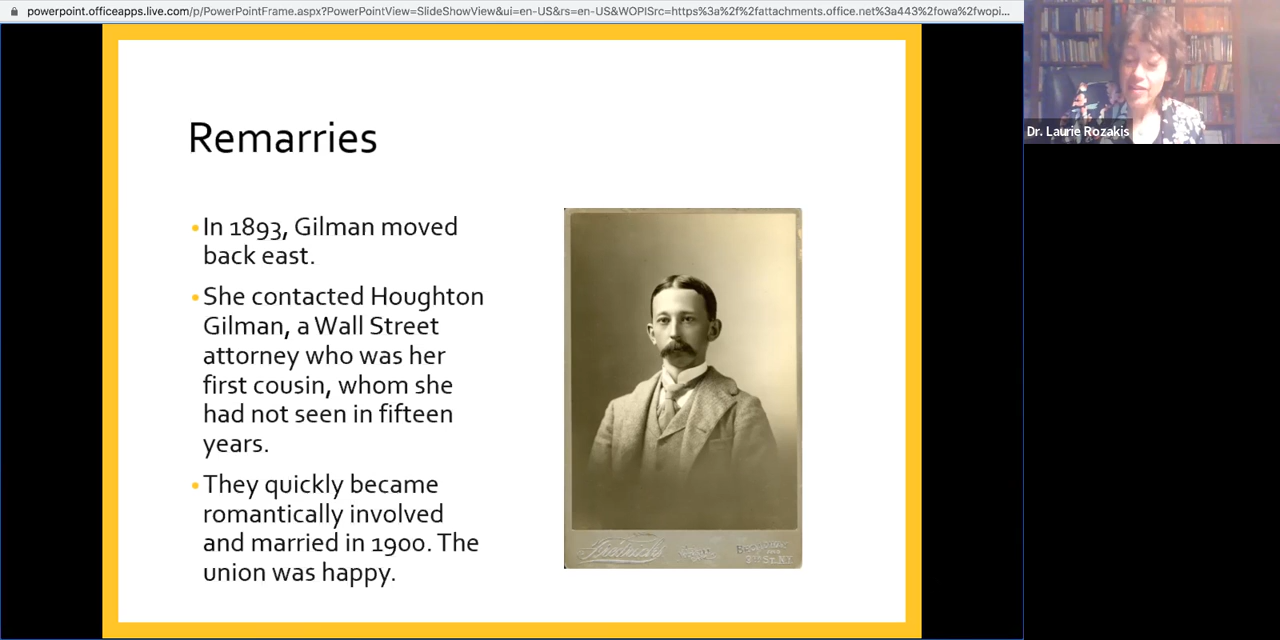 powerpoint.officeapps.live.com/p/PowerPointFrame.aspx?PowerPointView=SlideShowView&ui=en-US&rs=en-US&WOPISrc=https%3a%2f%2fattachments.office.net%3a443%2fowa%2fwopi...
Remarries
•In 1893, Gilman moved
back east.
•She contacted Houghton
Gilman, a Wall Street
attorney who was her
first cousin, whom she
had not seen in fifteen
years.
•They quickly became
romantically involved
and married in 1900. The
union was happy.
Dr. Laurie Rozakis